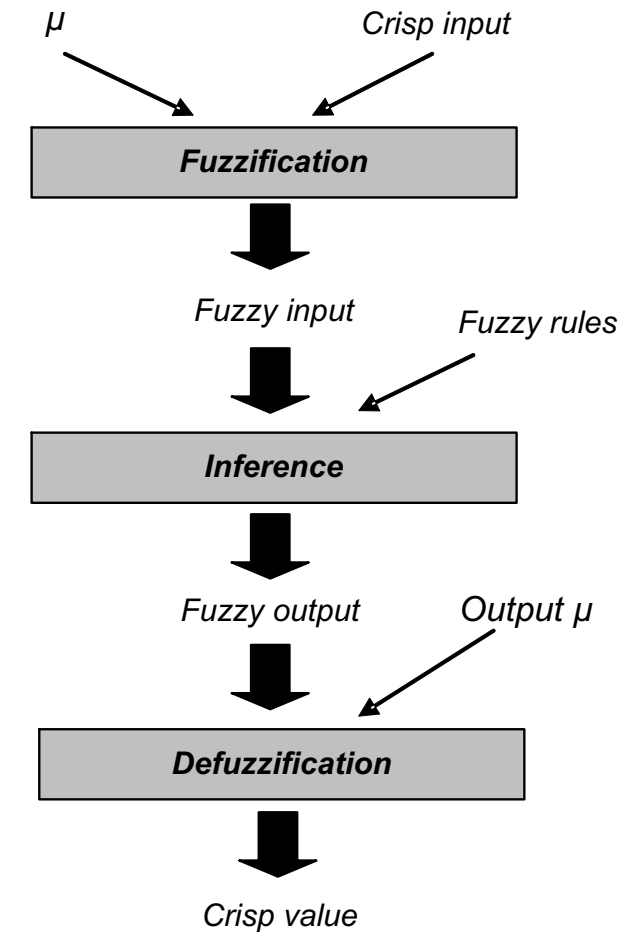 μ
Crisp input
Fuzzification
Fuzzy input
Fuzzy rules
Inference
Fuzzy output
Output μ
Defuzzification
Crisp value